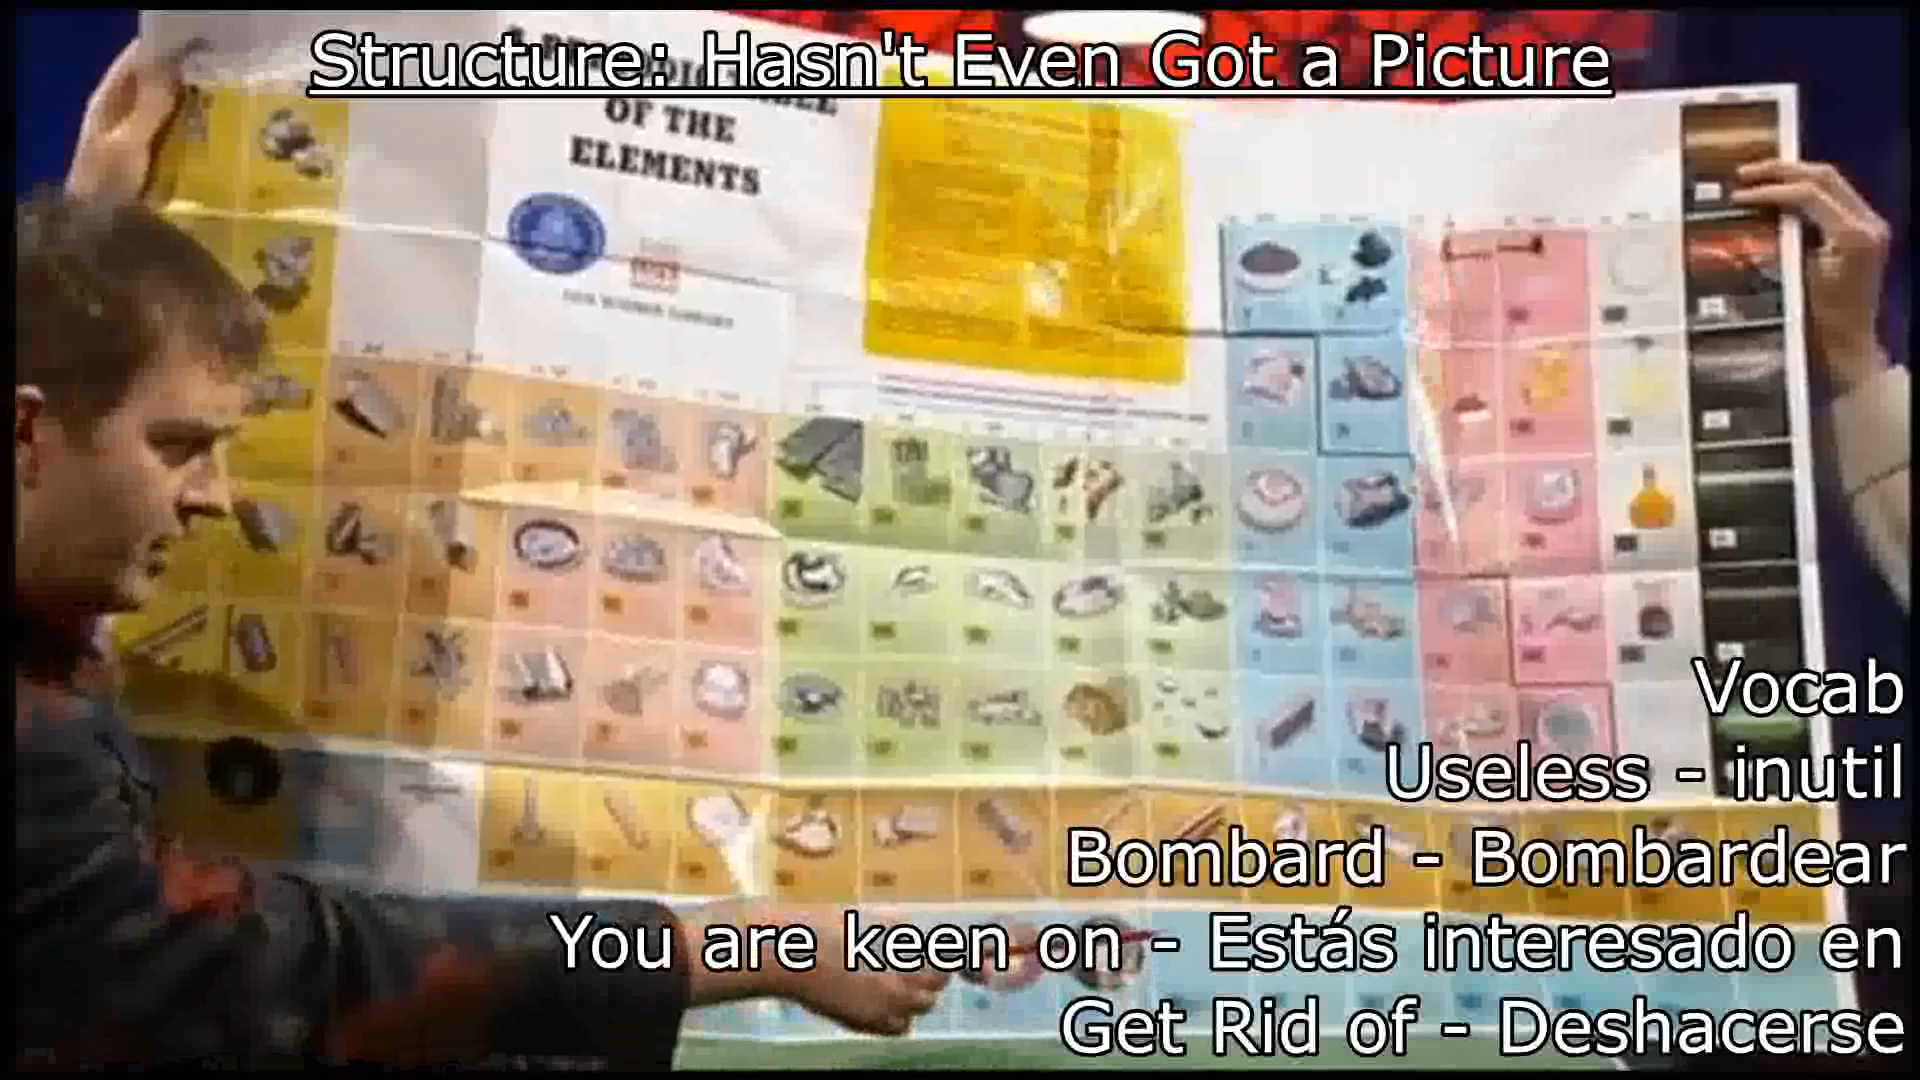 Structure: Hasn't Even Got a Picture
OF THE
ELEMENTS
Vocab
Useless - inutil
Bombard - Bombardear
You are keen on - Estás interesado en
Get Rid of - Deshacerse